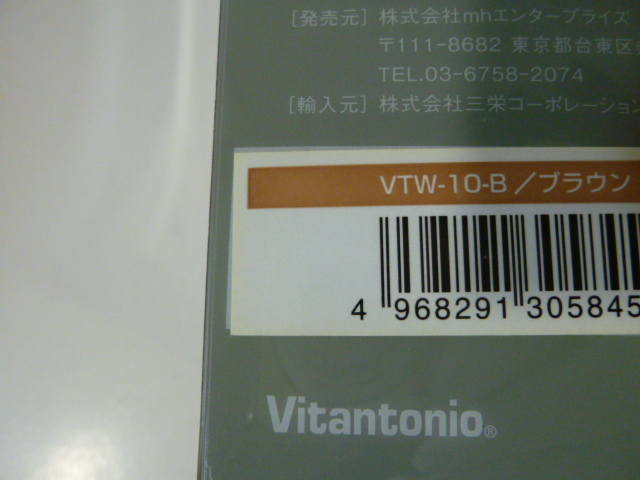 [発売元] 株式会社mhエンタープライズ
〒111-8682 東京都台東区
TEL.03-6758-2074
[輸入元] 株式会社三栄コーポレーション
VTW-10-B/ブラウン
4 968291 305845
Vitantonio®